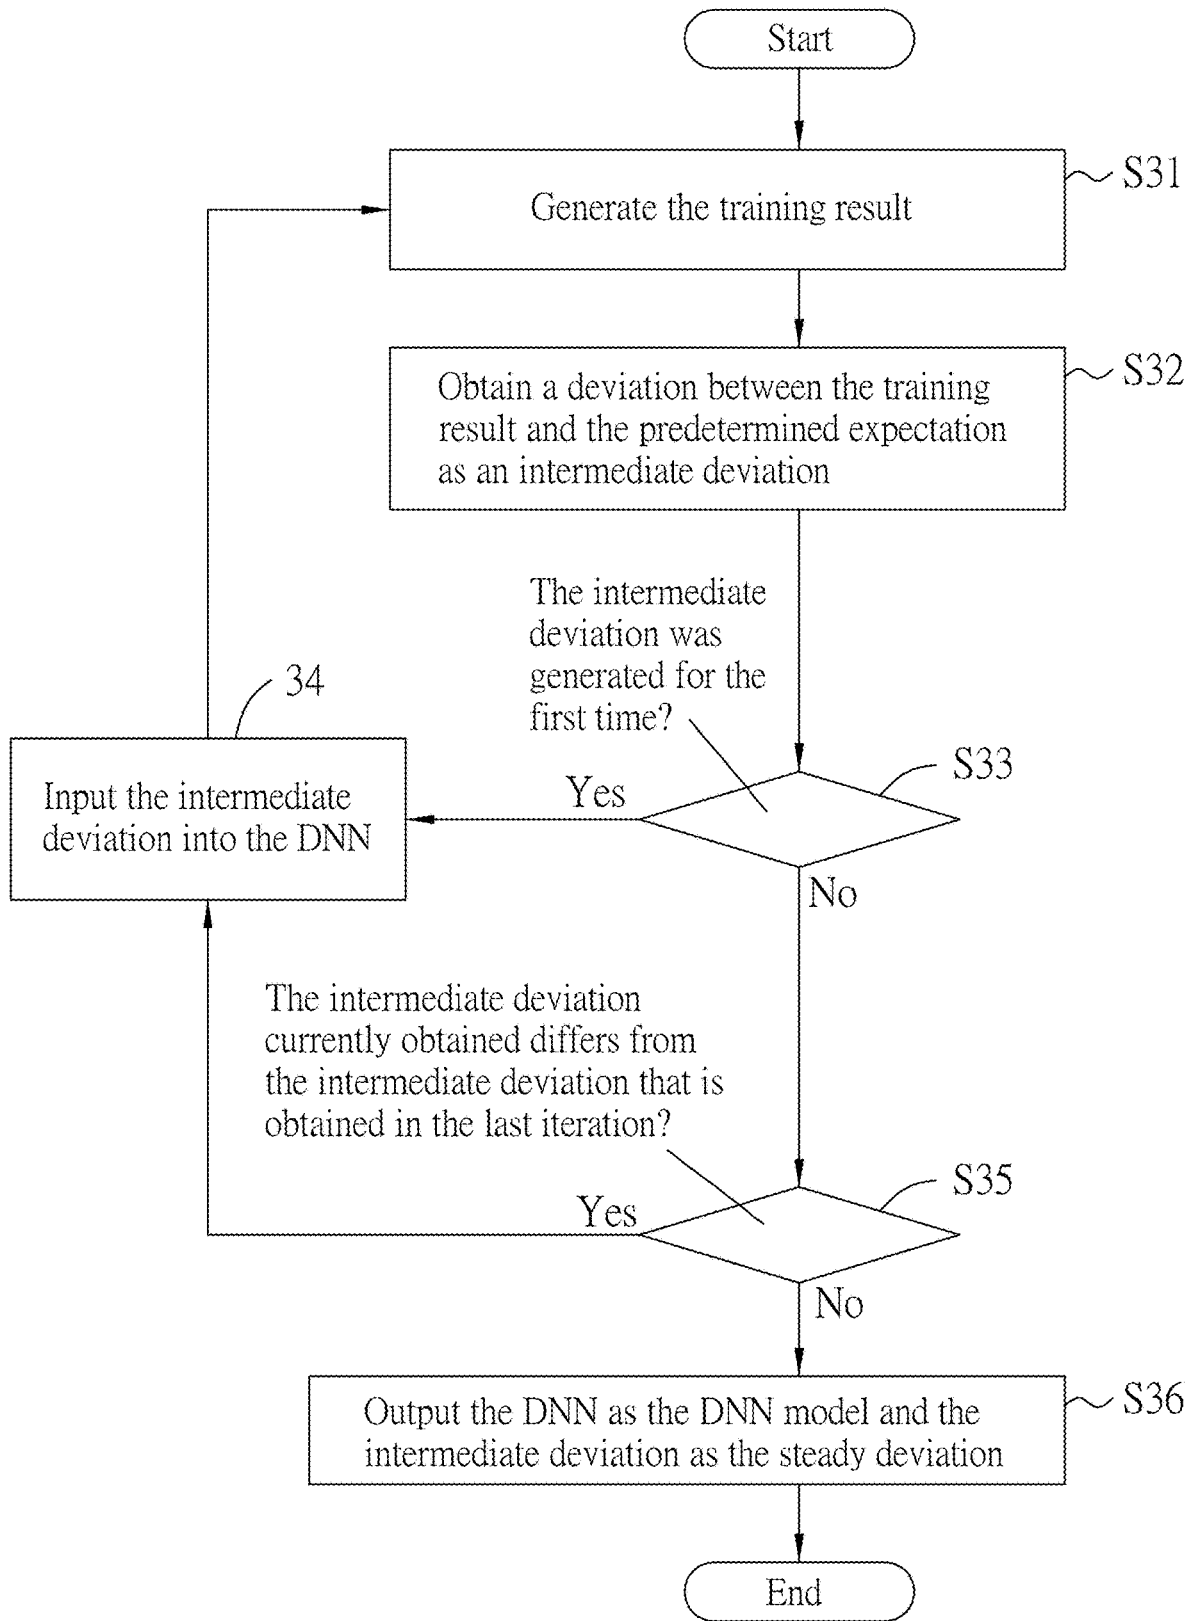 Start
S31
Generate the training result
S32
Obtain a deviation between the training
result and the predetermined expectation
as an intermediate deviation
The intermediate
deviation was
generated for the
first time?
34
S33
Input the intermediate
deviation into the DNN
Yes
No
The intermediate deviation
currently obtained differs from
the intermediate deviation that is
obtained in the last iteration?
S35
Yes
No
S36
Output the DNN as the DNN model and the
intermediate deviation as the steady deviation
End